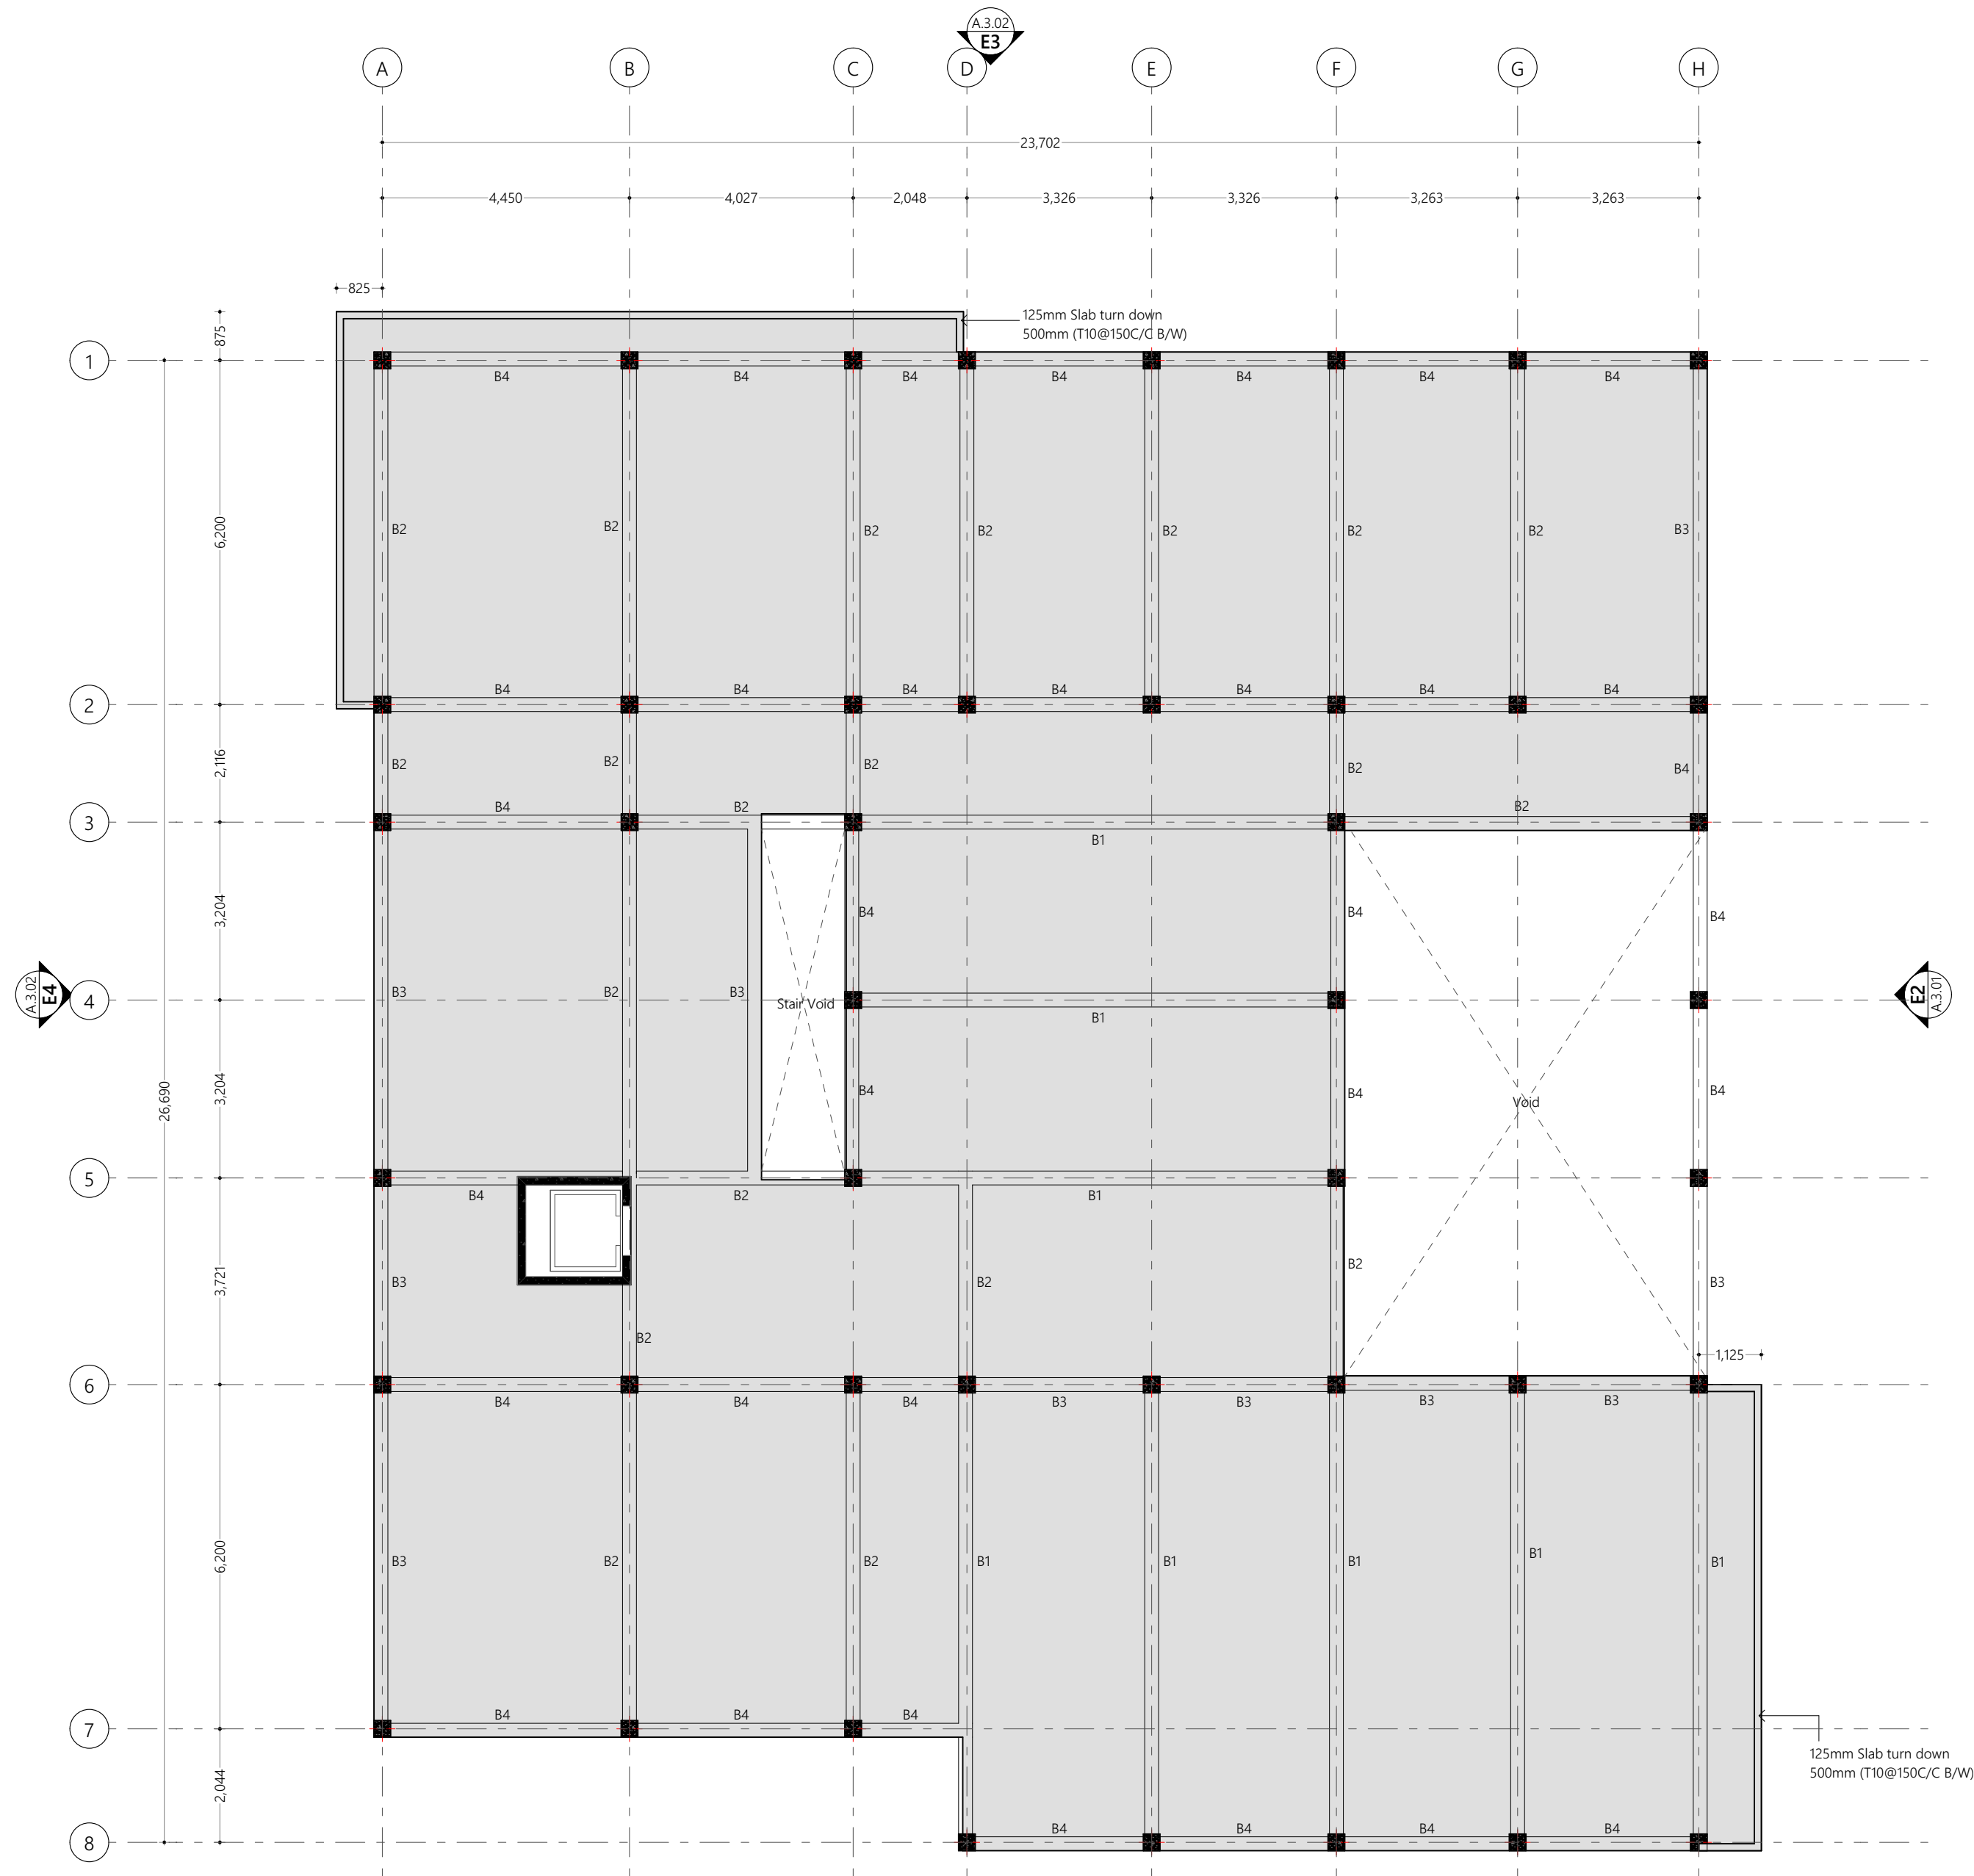 A.3.02
E3
A
B
C
D
E
F
G
H
23,702
4,450
4,027
2,048
3,326
3,326
3,263
3,263
825
875
125mm Slab turn down
500mm (T10@150C/C B/W)
1
B4
B4
B4
B4
B4
B4
B4
6,200
B2
B2
B2
B2
B2
B2
B2
B3
B4
B4
B4
B4
B4
B4
B4
2
2,116
B2
B2
B2
B2
B4
B4
B2
B2
3
B1
3,204
B4
B4
B4
A.3.02
E4
4
B3
B2
B3
Stair Void
B1
E2
A.3.01
26,690
3,204
B4
B4
B4
Void
5
B4
B2
B1
3,721
B3
B2
B2
B3
B2
1,125
6
B4
B4
B4
B3
B3
B3
B3
6,200
B3
B2
B2
B1
B1
B1
B1
B1
B4
B4
B4
7
125mm Slab turn down
500mm (T10@150C/C B/W)
2,044
B4
B4
B4
B4
8